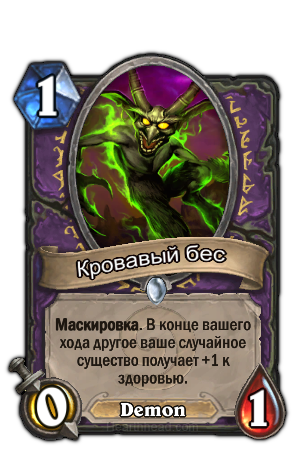 1
Кровавый бес
Маскировка. В конце вашего
хода другое ваше случайное
существо получает +1 к
здоровью.
0
Demon
1